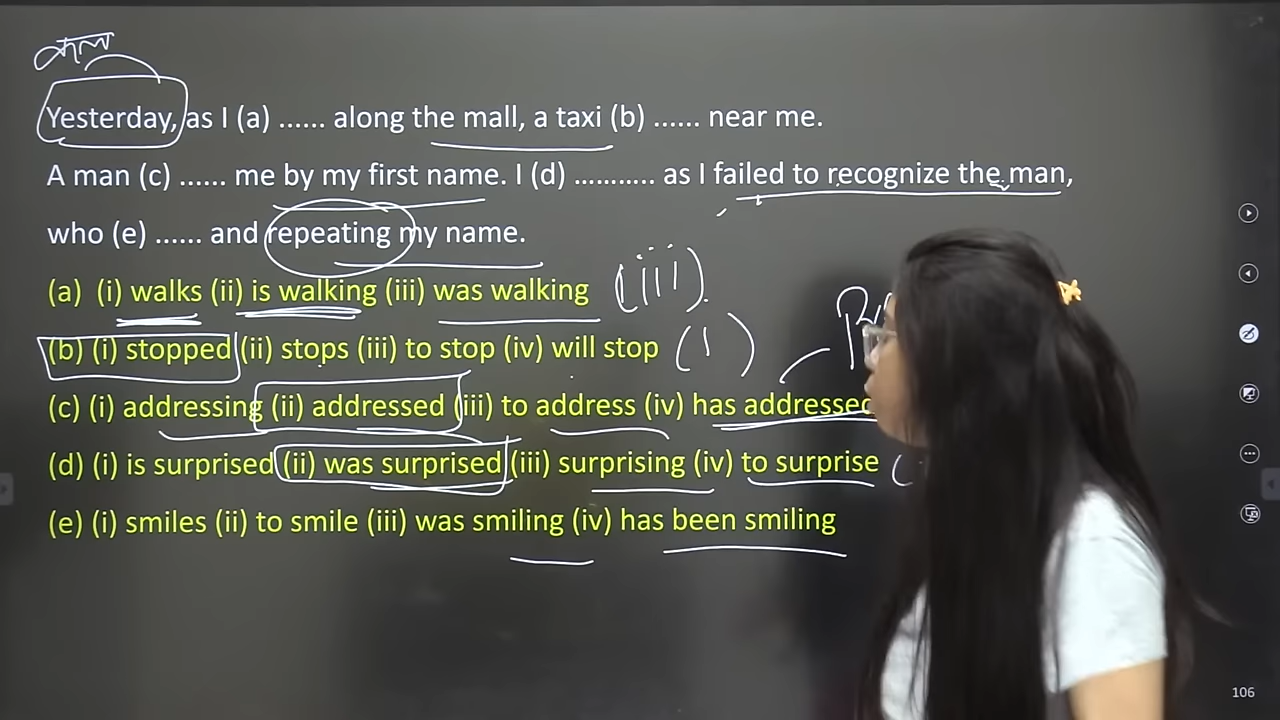 Yesterday, as I (a) ...... along the mall, a taxi (b) ...... near me.
A man (c) ...... me by my first name. I (d) ........... as I failed to recognize the man,
who (e) ...... and repeating my name.
(a) (i) walks (ii) is walking (iii) was walking (iii)
(b) (i) stopped (ii) stops (iii) to stop (iv) will stop (i)
(c) (i) addressing (ii) addressed (iii) to address (iv) has addressed
(d) (i) is surprised (ii) was surprised (iii) surprising (iv) to surprise
(e) (i) smiles (ii) to smile (iii) was smiling (iv) has been smiling
106